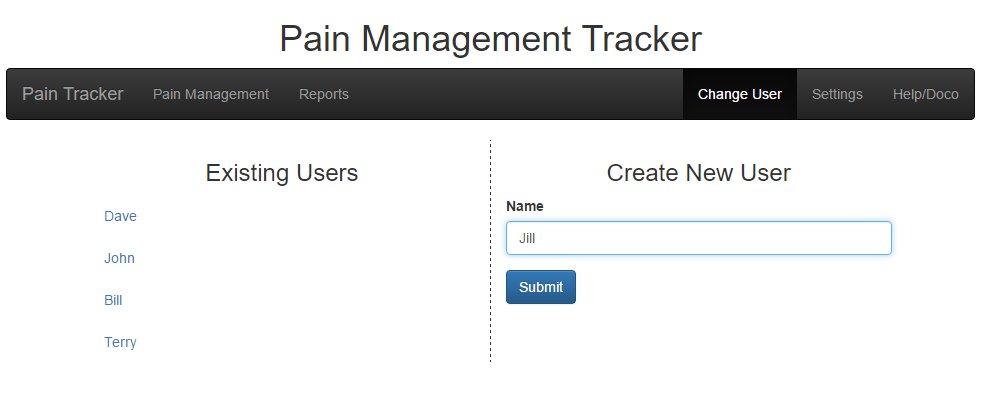 Pain Management Tracker
Pain Tracker Pain Management Reports Change User Settings Help/Doco
Existing Users
Dave
John
Bill
Terry
Create New User
Name
Jill
Submit